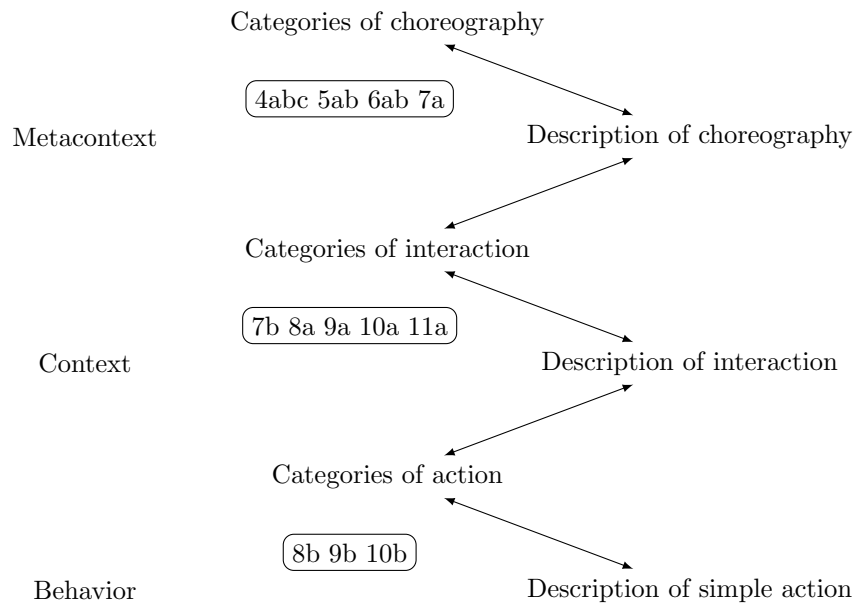 Categories of choreography
4abc 5ab 6ab 7a
Metacontext
Description of choreography
Categories of interaction
7b 8a 9a 10a 11a
Context
Description of interaction
Categories of action
8b 9b 10b
Behavior
Description of simple action